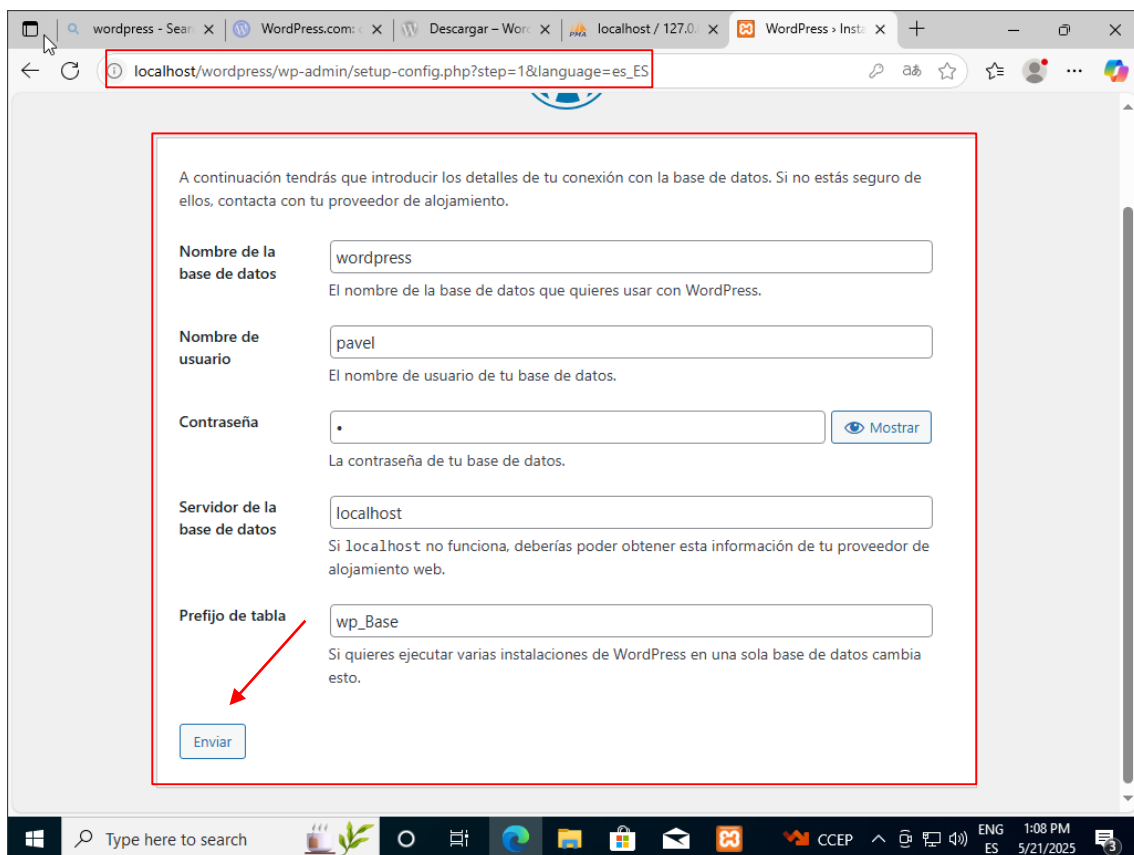 wordpress - Sear
WordPress.com: c
Descargar – Word
localhost / 127.0.
WordPress › Insta
localhost/wordpress/wp-admin/setup-config.php?step=1&language=es_ES
A continuación tendrás que introducir los detalles de tu conexión con la base de datos. Si no estás seguro de
ellos, contacta con tu proveedor de alojamiento.
Nombre de la
base de datos
wordpress
El nombre de la base de datos que quieres usar con WordPress.
Nombre de
usuario
pavel
El nombre de usuario de tu base de datos.
Contraseña
•
Mostrar
La contraseña de tu base de datos.
Servidor de la
base de datos
localhost
Si localhost no funciona, deberías poder obtener esta información de tu proveedor de
alojamiento web.
Prefijo de tabla
wp_Base
Si quieres ejecutar varias instalaciones de WordPress en una sola base de datos cambia
esto.
Enviar
Type here to search
CCEP
ENG
ES
1:08 PM
5/21/2025
3